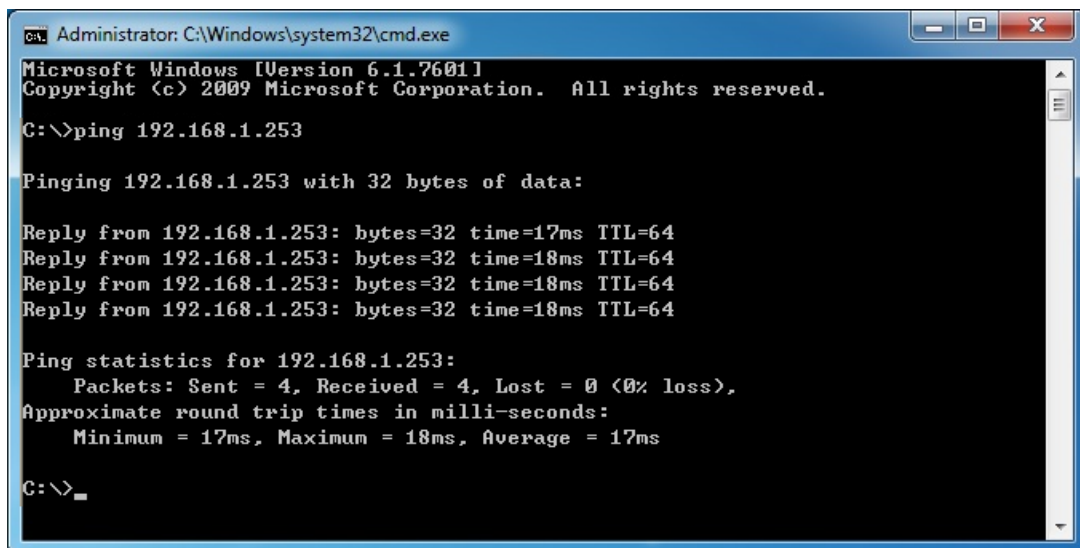 Administrator: C:\Windows\system32\cmd.exe
Microsoft Windows [Version 6.1.7601]
Copyright (c) 2009 Microsoft Corporation.  All rights reserved.
C:\>ping 192.168.1.253
Pinging 192.168.1.253 with 32 bytes of data:
Reply from 192.168.1.253: bytes=32 time=17ms TTL=64
Reply from 192.168.1.253: bytes=32 time=18ms TTL=64
Reply from 192.168.1.253: bytes=32 time=18ms TTL=64
Reply from 192.168.1.253: bytes=32 time=18ms TTL=64
Ping statistics for 192.168.1.253:
    Packets: Sent = 4, Received = 4, Lost = 0 (0% loss),
Approximate round trip times in milli-seconds:
    Minimum = 17ms, Maximum = 18ms, Average = 17ms
C:\>_